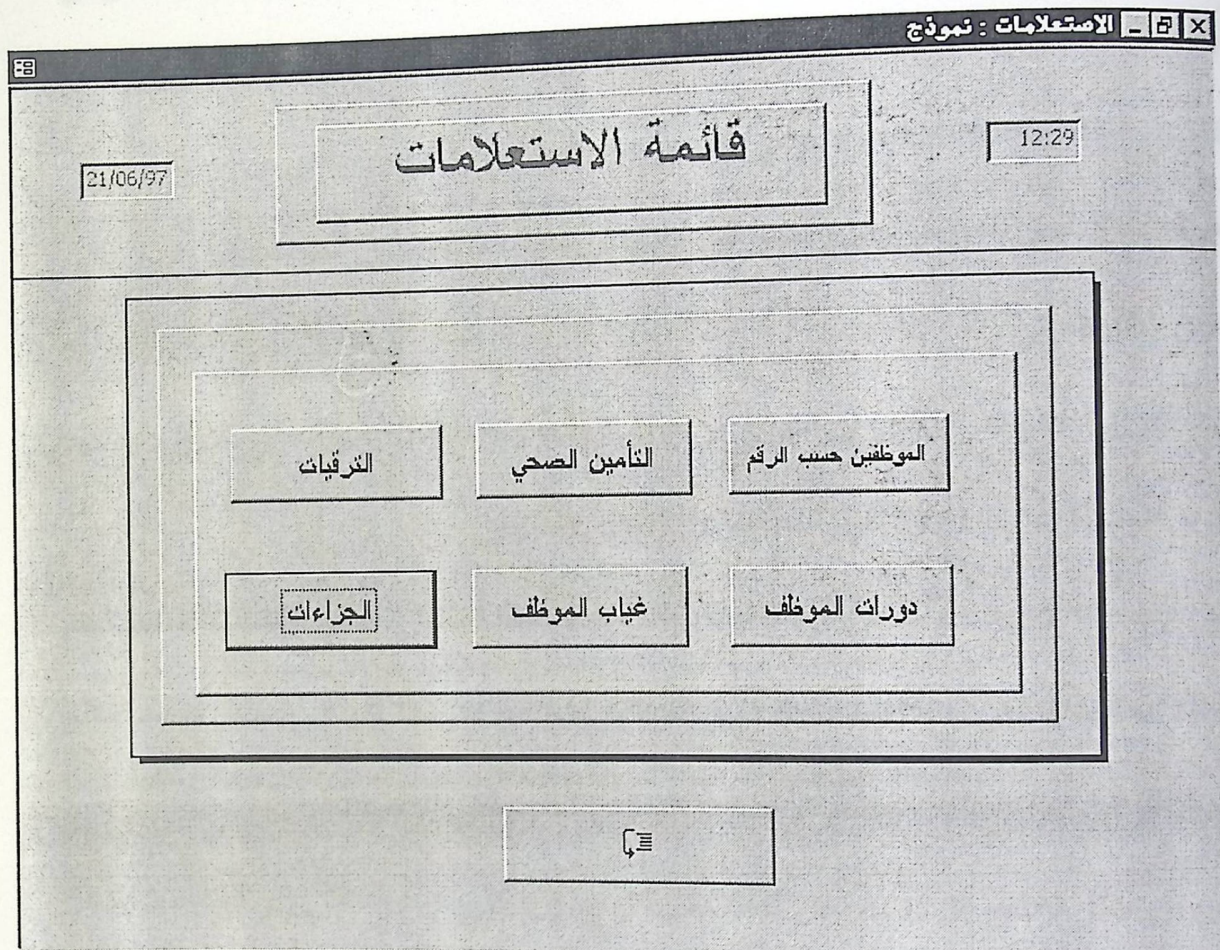 الاستعلامات : نموذج
12:29
قائمة الاستعلامات
21/06/97
الموظفين حسب الرقم
التأمين الصحي
الترقيات
دورات الموظف
غياب الموظف
الجزاءات